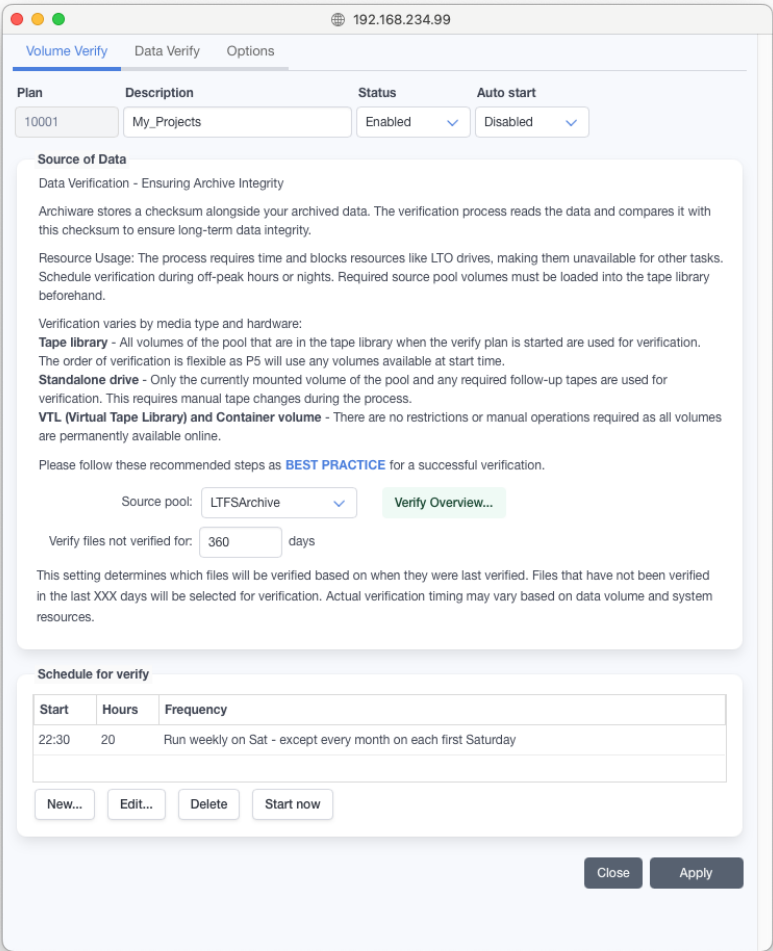 192.168.234.99
Volume Verify Data Verify Options
Plan Description Status Auto start
10001 My_Projects Enabled Disabled
Source of Data
Data Verification - Ensuring Archive Integrity
Archiware stores a checksum alongside your archived data. The verification process reads the data and compares it with
this checksum to ensure long-term data integrity.
Resource Usage: The process requires time and blocks resources like LTO drives, making them unavailable for other tasks.
Schedule verification during off-peak hours or nights. Required source pool volumes must be loaded into the tape library
beforehand.
Verification varies by media type and hardware:
Tape library - All volumes of the pool that are in the tape library when the verify plan is started are used for verification.
The order of verification is flexible as P5 will use any volumes available at start time.
Standalone drive - Only the currently mounted volume of the pool and any required follow-up tapes are used for
verification. This requires manual tape changes during the process.
VTL (Virtual Tape Library) and Container volume - There are no restrictions or manual operations required as all volumes
are permanently available online.
Please follow these recommended steps as BEST PRACTICE for a successful verification.
Source pool: LTFSArchive Verify Overview...
Verify files not verified for: 360 days
This setting determines which files will be verified based on when they were last verified. Files that have not been verified
in the last XXX days will be selected for verification. Actual verification timing may vary based on data volume and system
resources.
Schedule for verify
Start Hours Frequency
22:30 20 Run weekly on Sat - except every month on each first Saturday
New... Edit... Delete Start now
Close Apply